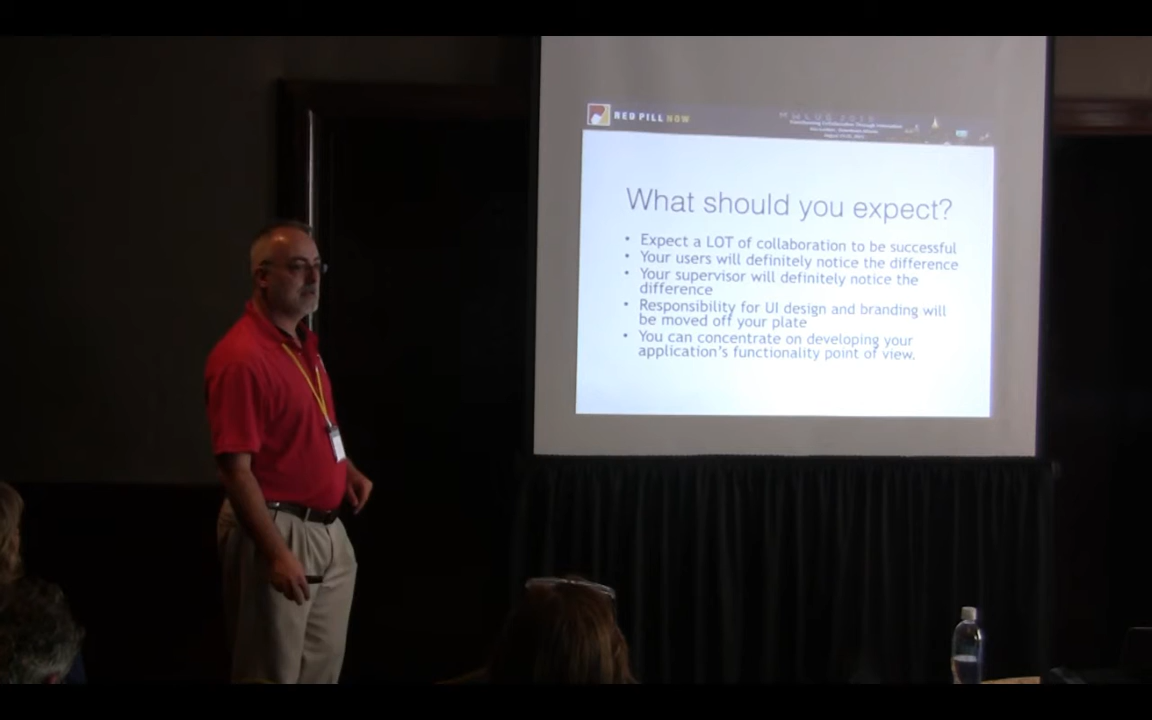 RED PILL NOW
What should you expect?
• Expect a LOT of collaboration to be successful
• Your users will definitely notice the difference
• Your supervisor will definitely notice the
difference
• Responsibility for UI design and branding will
be moved off your plate
• You can concentrate on developing your
application's functionality point of view.